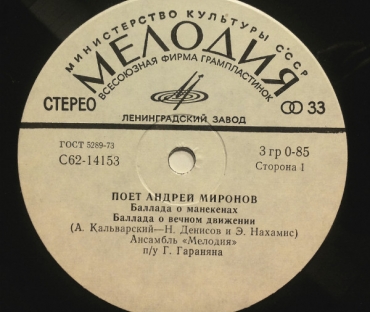 МИНИСТЕРСТВО КУЛЬТУРЫ СССР
МЕЛОДИЯ
ВСЕСОЮЗНАЯ ФИРМА ГРАМПЛАСТИНОК
СТЕРЕО
33
ЛЕНИНГРАДСКИЙ ЗАВОД
ГОСТ 5289-73
С62-14153
3 гр 0-85
Сторона 1
ПОЕТ АНДРЕЙ МИРОНОВ
Баллада о манекенах
Баллада о вечном движении
(А. Кальварский—Н. Денисов и Э. Нахамис)
Ансамбль «Мелодия»
п/у Г. Гараняна